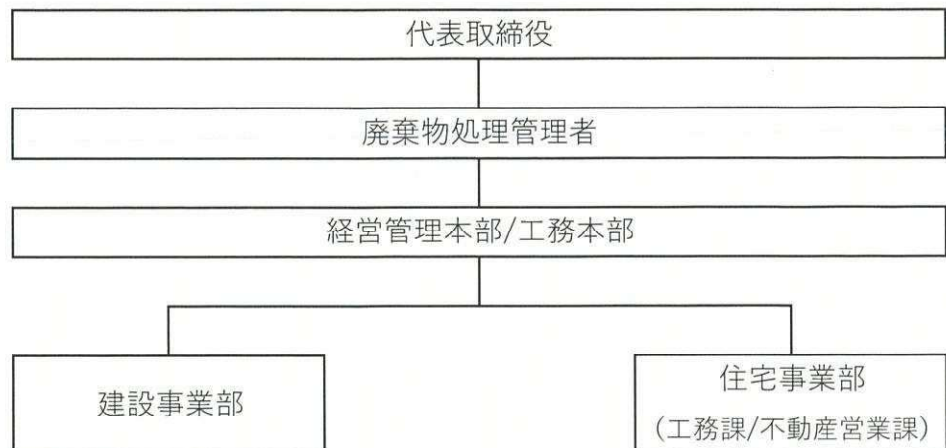 代表取締役
廃棄物処理管理者
経営管理本部/工務本部
建設事業部
住宅事業部
(工務課/不動産営業課)